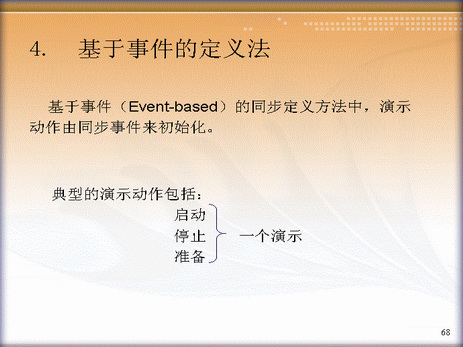 4. 基于事件的定义法
基于事件（Event-based）的同步定义方法中，演示
动作由同步事件来初始化。
典型的演示动作包括：
启动
停止 一个演示
准备
68